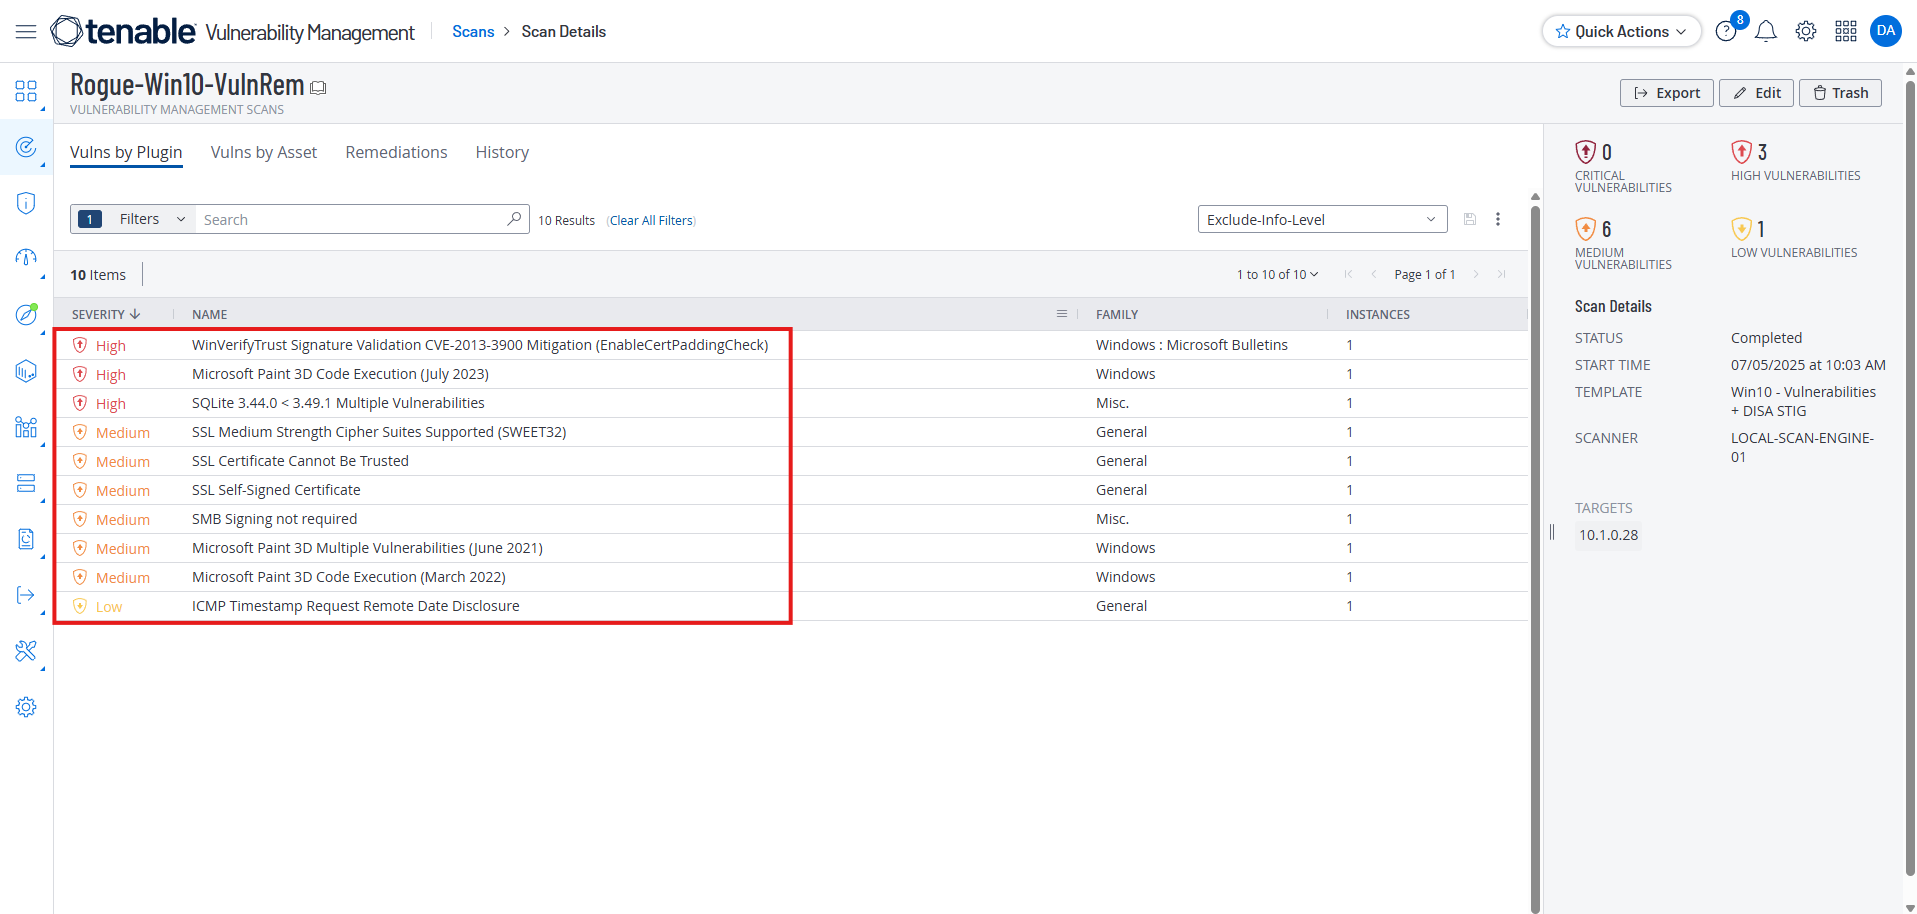 tenable Vulnerability Management Scans > Scan Details Quick Actions 8 DA
Rogue-Win10-VulnRem
VULNERABILITY MANAGEMENT SCANS
Export Edit Trash
Vulns by Plugin Vulns by Asset Remediations History
1 Filters Search 10 Results (Clear All Filters) Exclude-Info-Level
10 Items 1 to 10 of 10 Page 1 of 1
SEVERITY NAME FAMILY INSTANCES
High WinVerifyTrust Signature Validation CVE-2013-3900 Mitigation (EnableCertPaddingCheck) Windows : Microsoft Bulletins 1
High Microsoft Paint 3D Code Execution (July 2023) Windows 1
High SQLite 3.44.0 < 3.49.1 Multiple Vulnerabilities Misc. 1
Medium SSL Medium Strength Cipher Suites Supported (SWEET32) General 1
Medium SSL Certificate Cannot Be Trusted General 1
Medium SSL Self-Signed Certificate General 1
Medium SMB Signing not required Misc. 1
Medium Microsoft Paint 3D Multiple Vulnerabilities (June 2021) Windows 1
Medium Microsoft Paint 3D Code Execution (March 2022) Windows 1
Low ICMP Timestamp Request Remote Date Disclosure General 1
0
CRITICAL
VULNERABILITIES
3
HIGH VULNERABILITIES
6
MEDIUM
VULNERABILITIES
1
LOW VULNERABILITIES
Scan Details
STATUS Completed
START TIME 07/05/2025 at 10:03 AM
TEMPLATE Win10 - Vulnerabilities
+ DISA STIG
SCANNER LOCAL-SCAN-ENGINE-
01
TARGETS
10.1.0.28